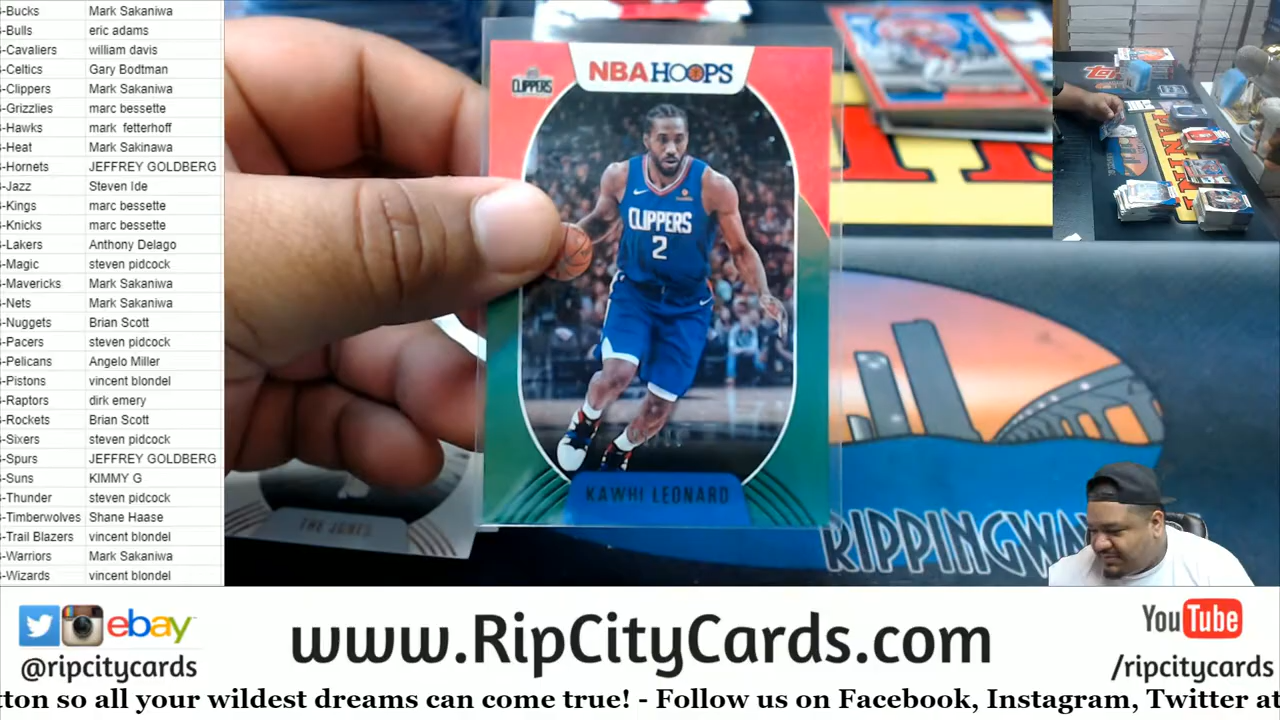 -Bucks Mark Sakaniwa
-Bulls eric adams
-Cavaliers william davis
-Celtics Gary Bodtman
-Clippers Mark Sakaniwa
-Grizzlies marc bessette
-Hawks mark fetterhoff
-Heat Mark Sakinawa
-Hornets JEFFREY GOLDBERG
-Jazz Steven Ide
-Kings marc bessette
-Knicks marc bessette
-Lakers Anthony Delago
-Magic steven pidcock
-Mavericks Mark Sakaniwa
-Nets Mark Sakaniwa
-Nuggets Brian Scott
-Pacers steven pidcock
-Pelicans Angelo Miller
-Pistons vincent blondel
-Raptors dirk emery
-Rockets Brian Scott
-Sixers steven pidcock
-Spurs JEFFREY GOLDBERG
-Suns KIMMY G
-Thunder steven pidcock
-Timberwolves Shane Haase
-Trail Blazers vincent blondel
-Warriors Mark Sakaniwa
-Wizards vincent blondel
CLIPPERS
NBA HOOPS
CLIPPERS
2
KAWHI LEONARD
THE JONES
RIPPINGWA
ebay
@ripcitycards
www.RipCityCards.com
YouTube
/ripcitycards
tton so all your wildest dreams can come true! - Follow us on Facebook, Instagram, Twitter at